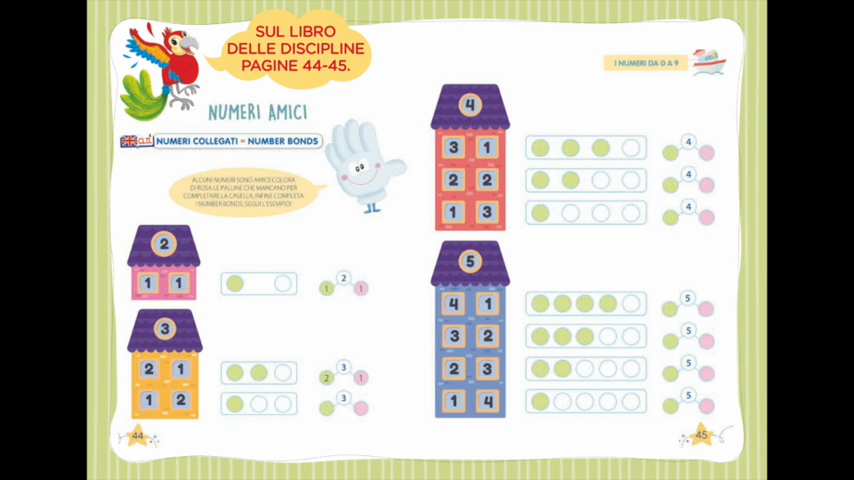 SUL LIBRO
DELLE DISCIPLINE
PAGINE 44-45.
I NUMERI DA 0 A 9
NUMERI AMICI
NUMERI COLLEGATI = NUMBER BONDS
ALCUNI NUMERI SONO AMICI: COLORA
DI ROSA LE PALLINE CHE MANCANO PER
COMPLETARE LA CASELLA, INFINE COMPLETA
I NUMBER BONDS. SEGUI L'ESEMPIO!
2
1 1
2
1 1
3
2 1
3
2 1
1 2
3
4
3 1
4
2 2
4
1 3
4
5
4 1
5
3 2
5
2 3
5
1 4
5
44
45